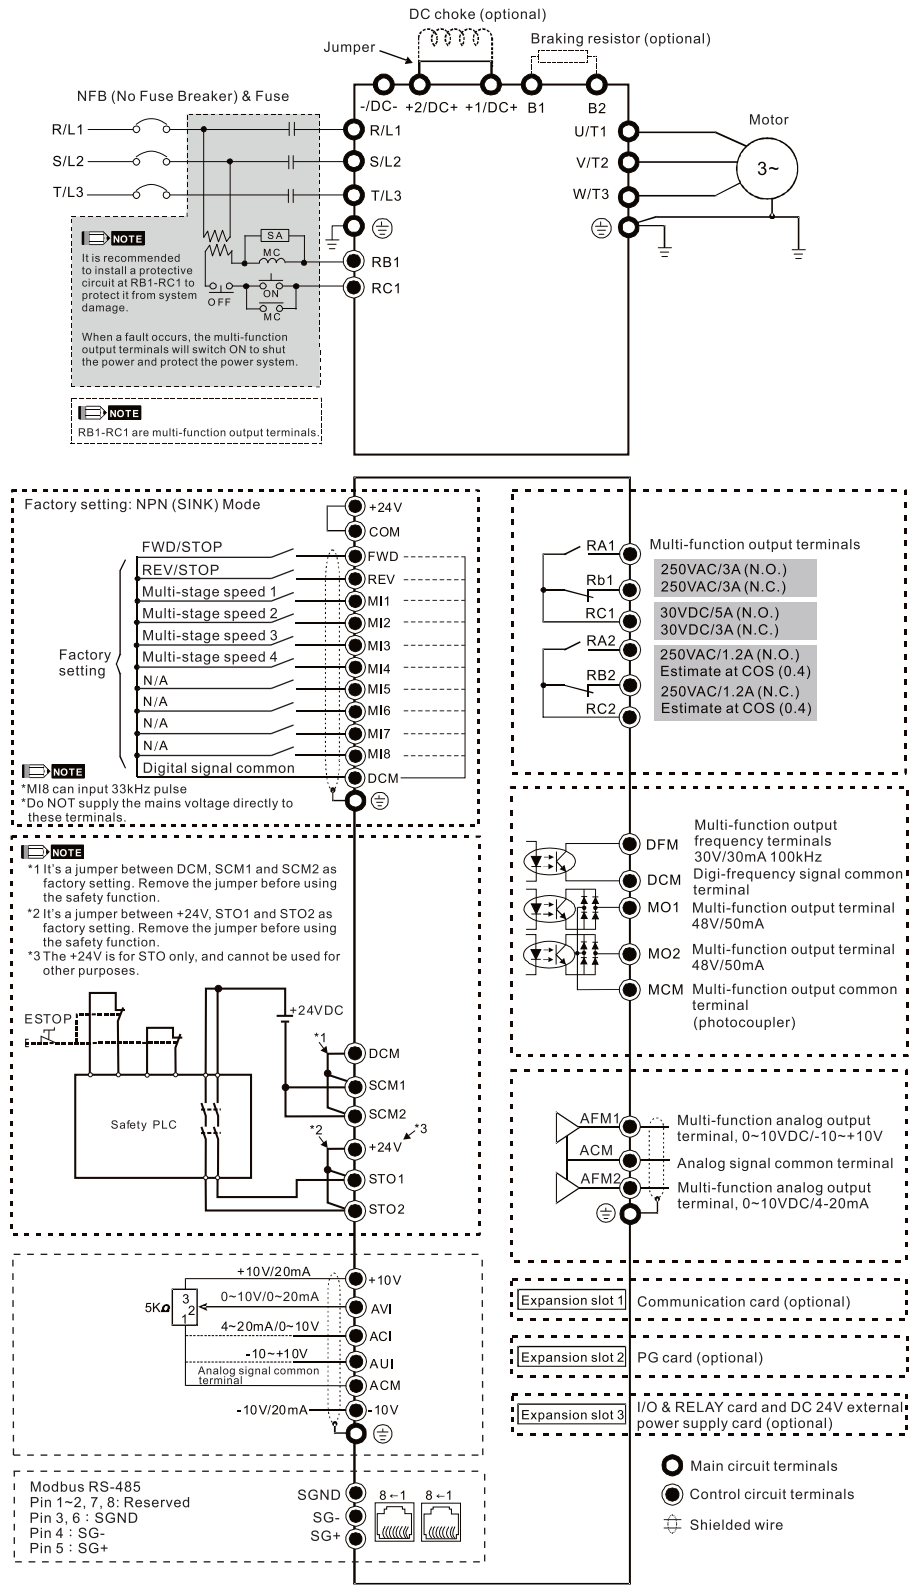 DC choke (optional)
Jumper
Braking resistor (optional)
NFB (No Fuse Breaker) & Fuse
-/DC- +2/DC+ +1/DC+ B1 B2
Motor
R/L1
R/L1
U/T1
S/L2
S/L2
V/T2
3~
T/L3
T/L3
W/T3
NOTE
It is recommended
to install a protective
circuit at RB1-RC1 to
protect it from system
damage.
SA
MC
RB1
OFF
ON
MC
RC1
When a fault occurs, the multi-function
output terminals will switch ON to shut
the power and protect the power system.
NOTE
RB1-RC1 are multi-function output terminals.
Factory setting: NPN (SINK) Mode
+24V
COM
FWD/STOP
FWD
REV/STOP
REV
Multi-stage speed 1
MI1
Multi-stage speed 2
MI2
Multi-stage speed 3
MI3
Multi-stage speed 4
MI4
Factory
setting
N/A
MI5
N/A
MI6
N/A
MI7
N/A
MI8
Digital signal common
DCM
NOTE
*MI8 can input 33kHz pulse
*Do NOT supply the mains voltage directly to
these terminals.
RA1
Rb1
RC1
RA2
RB2
RC2
Multi-function output terminals
250VAC/3A (N.O.)
250VAC/3A (N.C.)
30VDC/5A (N.O.)
30VDC/3A (N.C.)
250VAC/1.2A (N.O.)
Estimate at COS (0.4)
250VAC/1.2A (N.C.)
Estimate at COS (0.4)
DFM
Multi-function output
frequency terminals
30V/30mA 100kHz
DCM
Digi-frequency signal common
terminal
MO1
Multi-function output terminal
48V/50mA
MO2
Multi-function output terminal
48V/50mA
MCM
Multi-function output common
terminal
(photocoupler)
NOTE
*1 It's a jumper between DCM, SCM1 and SCM2 as
factory setting. Remove the jumper before using
the safety function.
*2 It's a jumper between +24V, STO1 and STO2 as
factory setting. Remove the jumper before using
the safety function.
*3 The +24V is for STO only, and cannot be used for
other purposes.
ESTOP
+24VDC
*1
DCM
SCM1
SCM2
Safety PLC
*2
*3
+24V
STO1
STO2
AFM1
Multi-function analog output
terminal, 0~10VDC/-10~+10V
ACM
Analog signal common terminal
AFM2
Multi-function analog output
terminal, 0~10VDC/4-20mA
+10V/20mA
+10V
5KΩ
3
2
1
0~10V/0~20mA
AVI
4~20mA/0~10V
ACI
-10~+10V
AUI
Analog signal common
terminal
ACM
-10V/20mA
-10V
Expansion slot 1
Communication card (optional)
Expansion slot 2
PG card (optional)
Expansion slot 3
I/O & RELAY card and DC 24V external
power supply card (optional)
Modbus RS-485
Pin 1~2, 7, 8: Reserved
Pin 3, 6 : SGND
Pin 4 : SG-
Pin 5 : SG+
SGND
SG-
SG+
8←1
8←1
Main circuit terminals
Control circuit terminals
Shielded wire